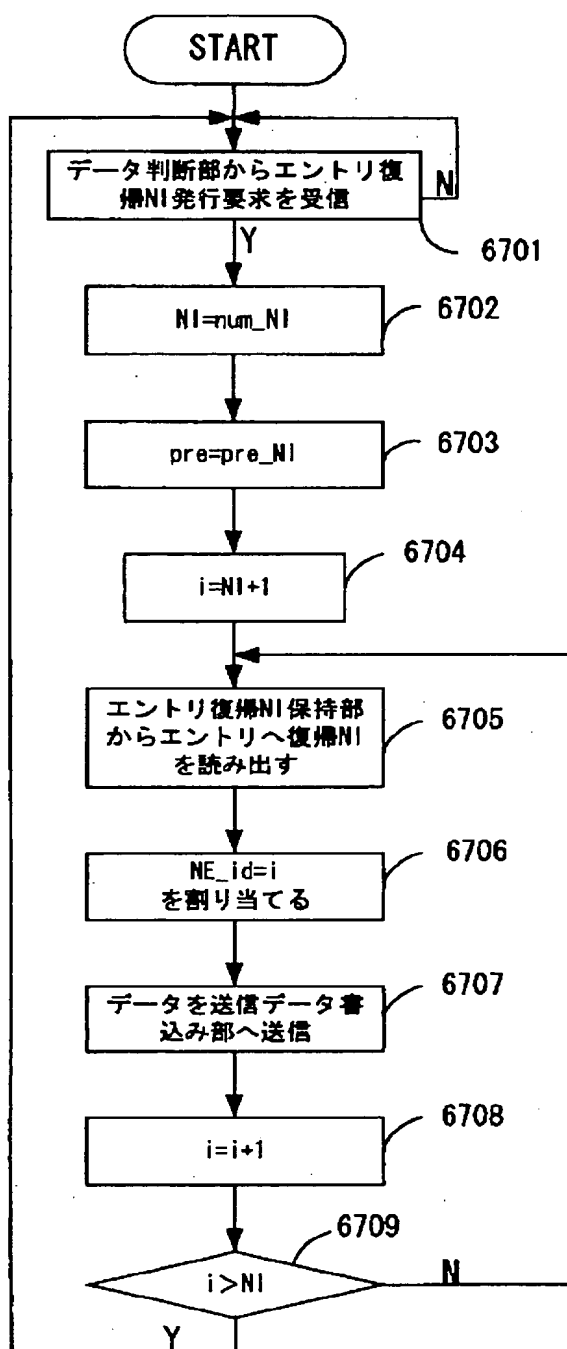 START
データ判断部からエントリ復
帰NI発行要求を受信
N
6701
Y
NI=num_NI
6702
pre=pre_NI
6703
i=NI+1
6704
エントリ復帰NI保持部
からエントリへ復帰NI
を読み出す
6705
NE_id=i
を割り当てる
6706
データを送信データ書
込み部へ送信
6707
i=i+1
6708
6709
i>NI
N
Y